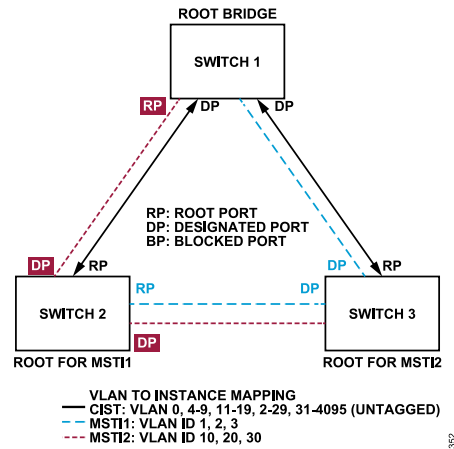 ROOT BRIDGE
SWITCH 1
RP
DP
DP
RP: ROOT PORT
DP: DESIGNATED PORT
BP: BLOCKED PORT
DP
RP
DP
RP
RP
DP
SWITCH 2
SWITCH 3
DP
ROOT FOR MSTI1
ROOT FOR MSTI2
VLAN TO INSTANCE MAPPING
CIST: VLAN 0, 4-9, 11-19, 2-29, 31-4095 (UNTAGGED)
MSTI1: VLAN ID 1, 2, 3
MSTI2: VLAN ID 10, 20, 30
352